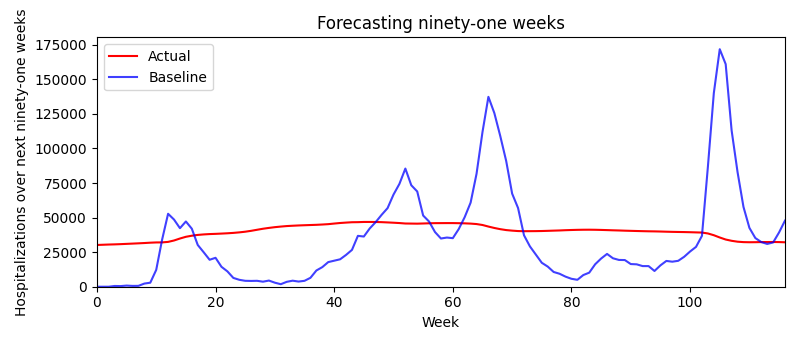 Forecasting ninety-one weeks
Actual
Baseline
Hospitalizations over next ninety-one weeks
175000
150000
125000
100000
75000
50000
25000
0
0 20 40 60 80 100
Week